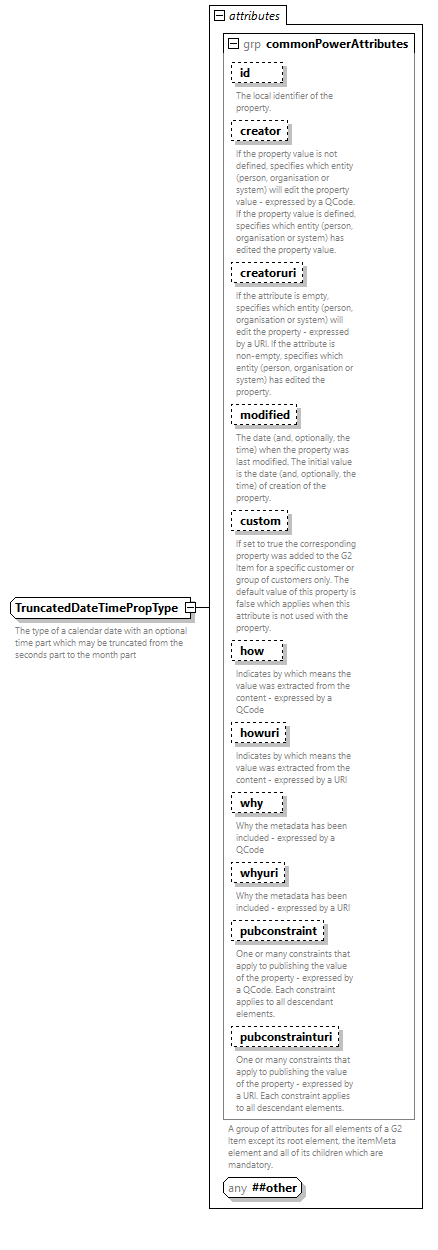 attributes
grp commonPowerAttributes
id
The local identifier of the
property.
creator
If the property value is not
defined, specifies which entity
(person, organisation or
system) will edit the property
value - expressed by a QCode.
If the property value is defined,
specifies which entity (person,
organisation or system) has
edited the property value.
creatoruri
If the attribute is empty,
specifies which entity (person,
organisation or system) will
edit the property - expressed
by a URI. If the attribute is
non-empty, specifies which
entity (person, organisation or
system) has edited the
property.
modified
The date (and, optionally, the
time) when the property was
last modified. The initial value
is the date (and, optionally, the
time) of creation of the
property.
custom
If set to true the corresponding
property was added to the G2
Item for a specific customer or
group of customers only. The
default value of this property is
false which applies when this
attribute is not used with the
property.
TruncatedDateTimePropType
The type of a calendar date with an optional
time part which may be truncated from the
seconds part to the month part
how
Indicates by which means the
value was extracted from the
content - expressed by a
QCode
howuri
Indicates by which means the
value was extracted from the
content - expressed by a URI
why
Why the metadata has been
included - expressed by a
QCode
whyuri
Why the metadata has been
included - expressed by a URI
pubconstraint
One or many constraints that
apply to publishing the value
of the property - expressed by
a QCode. Each constraint
applies to all descendant
elements.
pubconstrainturi
One or many constraints that
apply to publishing the value
of the property - expressed by
a URI. Each constraint applies
to all descendant elements.
A group of attributes for all elements of a G2
Item except its root element, the itemMeta
element and all of its children which are
mandatory.
any ##other